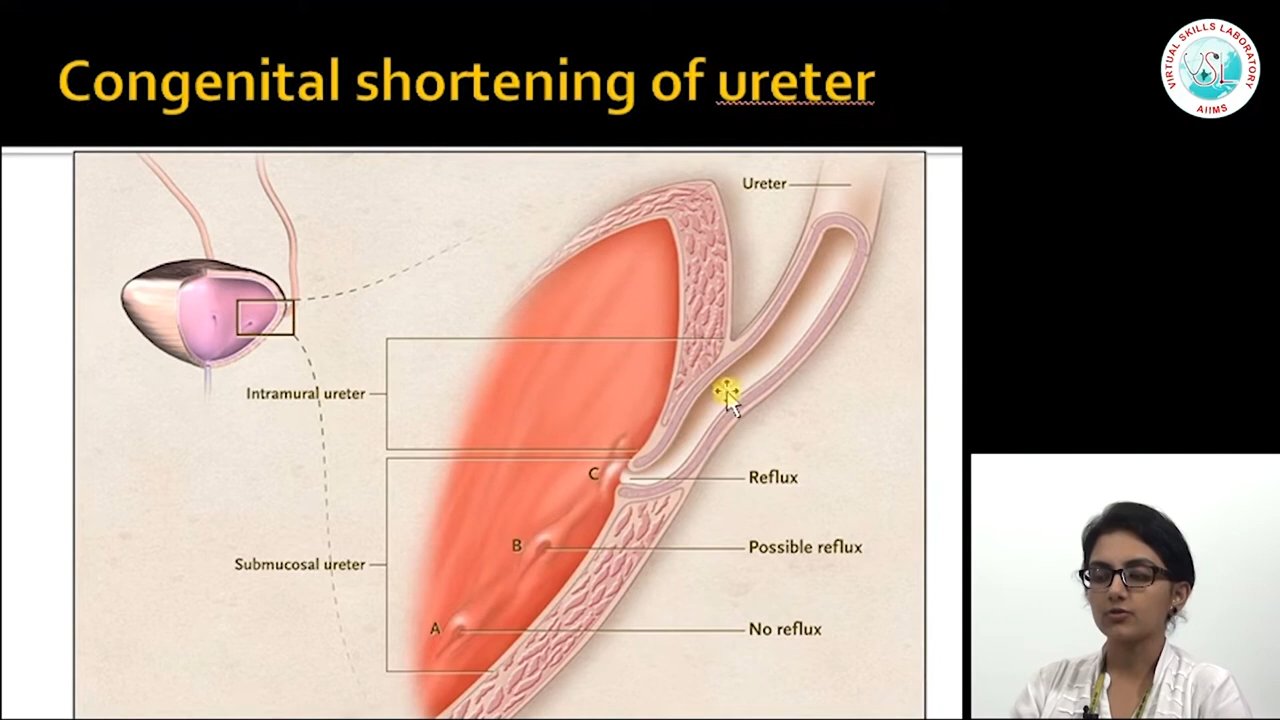 Congenital shortening of ureter
VIRTUAL SKILLS LABORATORY
VSL
AIIMS
Ureter
Intramural ureter
C
Reflux
B
Possible reflux
Submucosal ureter
A
No reflux